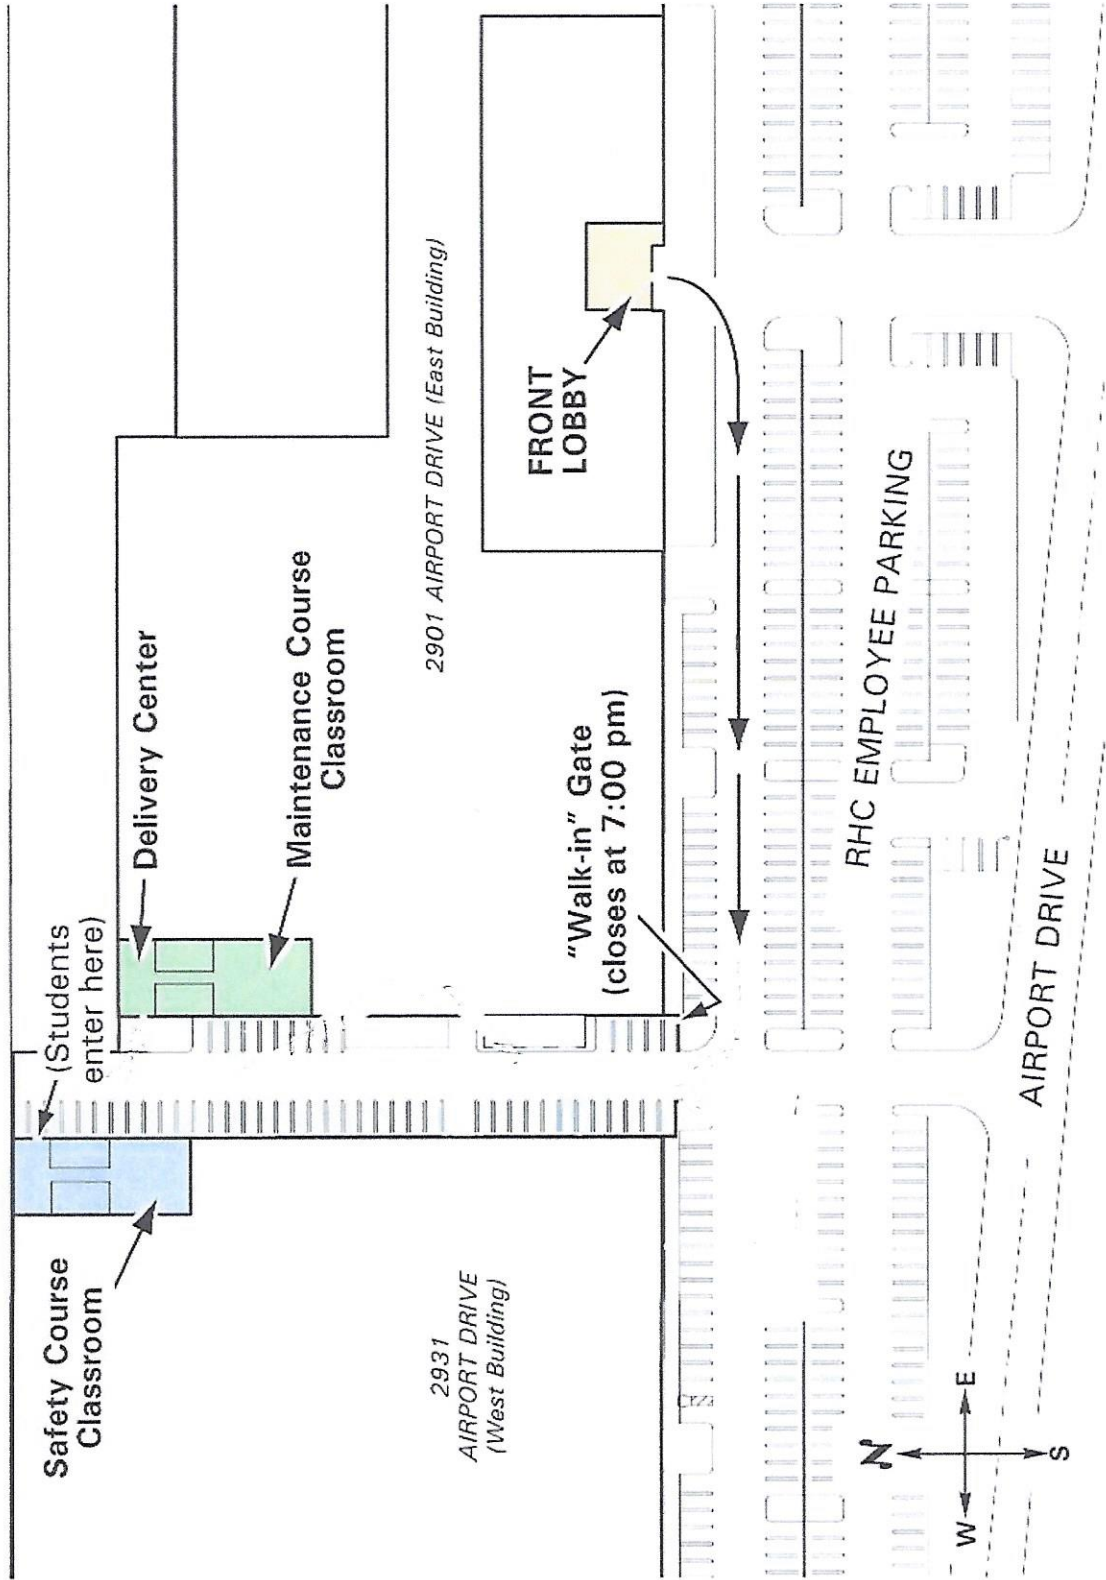 Safety Course
Classroom
(Students
enter here)
Delivery Center
Maintenance Course
Classroom
2931
AIRPORT DRIVE
(West Building)
2901 AIRPORT DRIVE (East Building)
"Walk-in" Gate
(closes at 7:00 pm)
FRONT
LOBBY
RHC EMPLOYEE PARKING
AIRPORT DRIVE
N
W
E
S